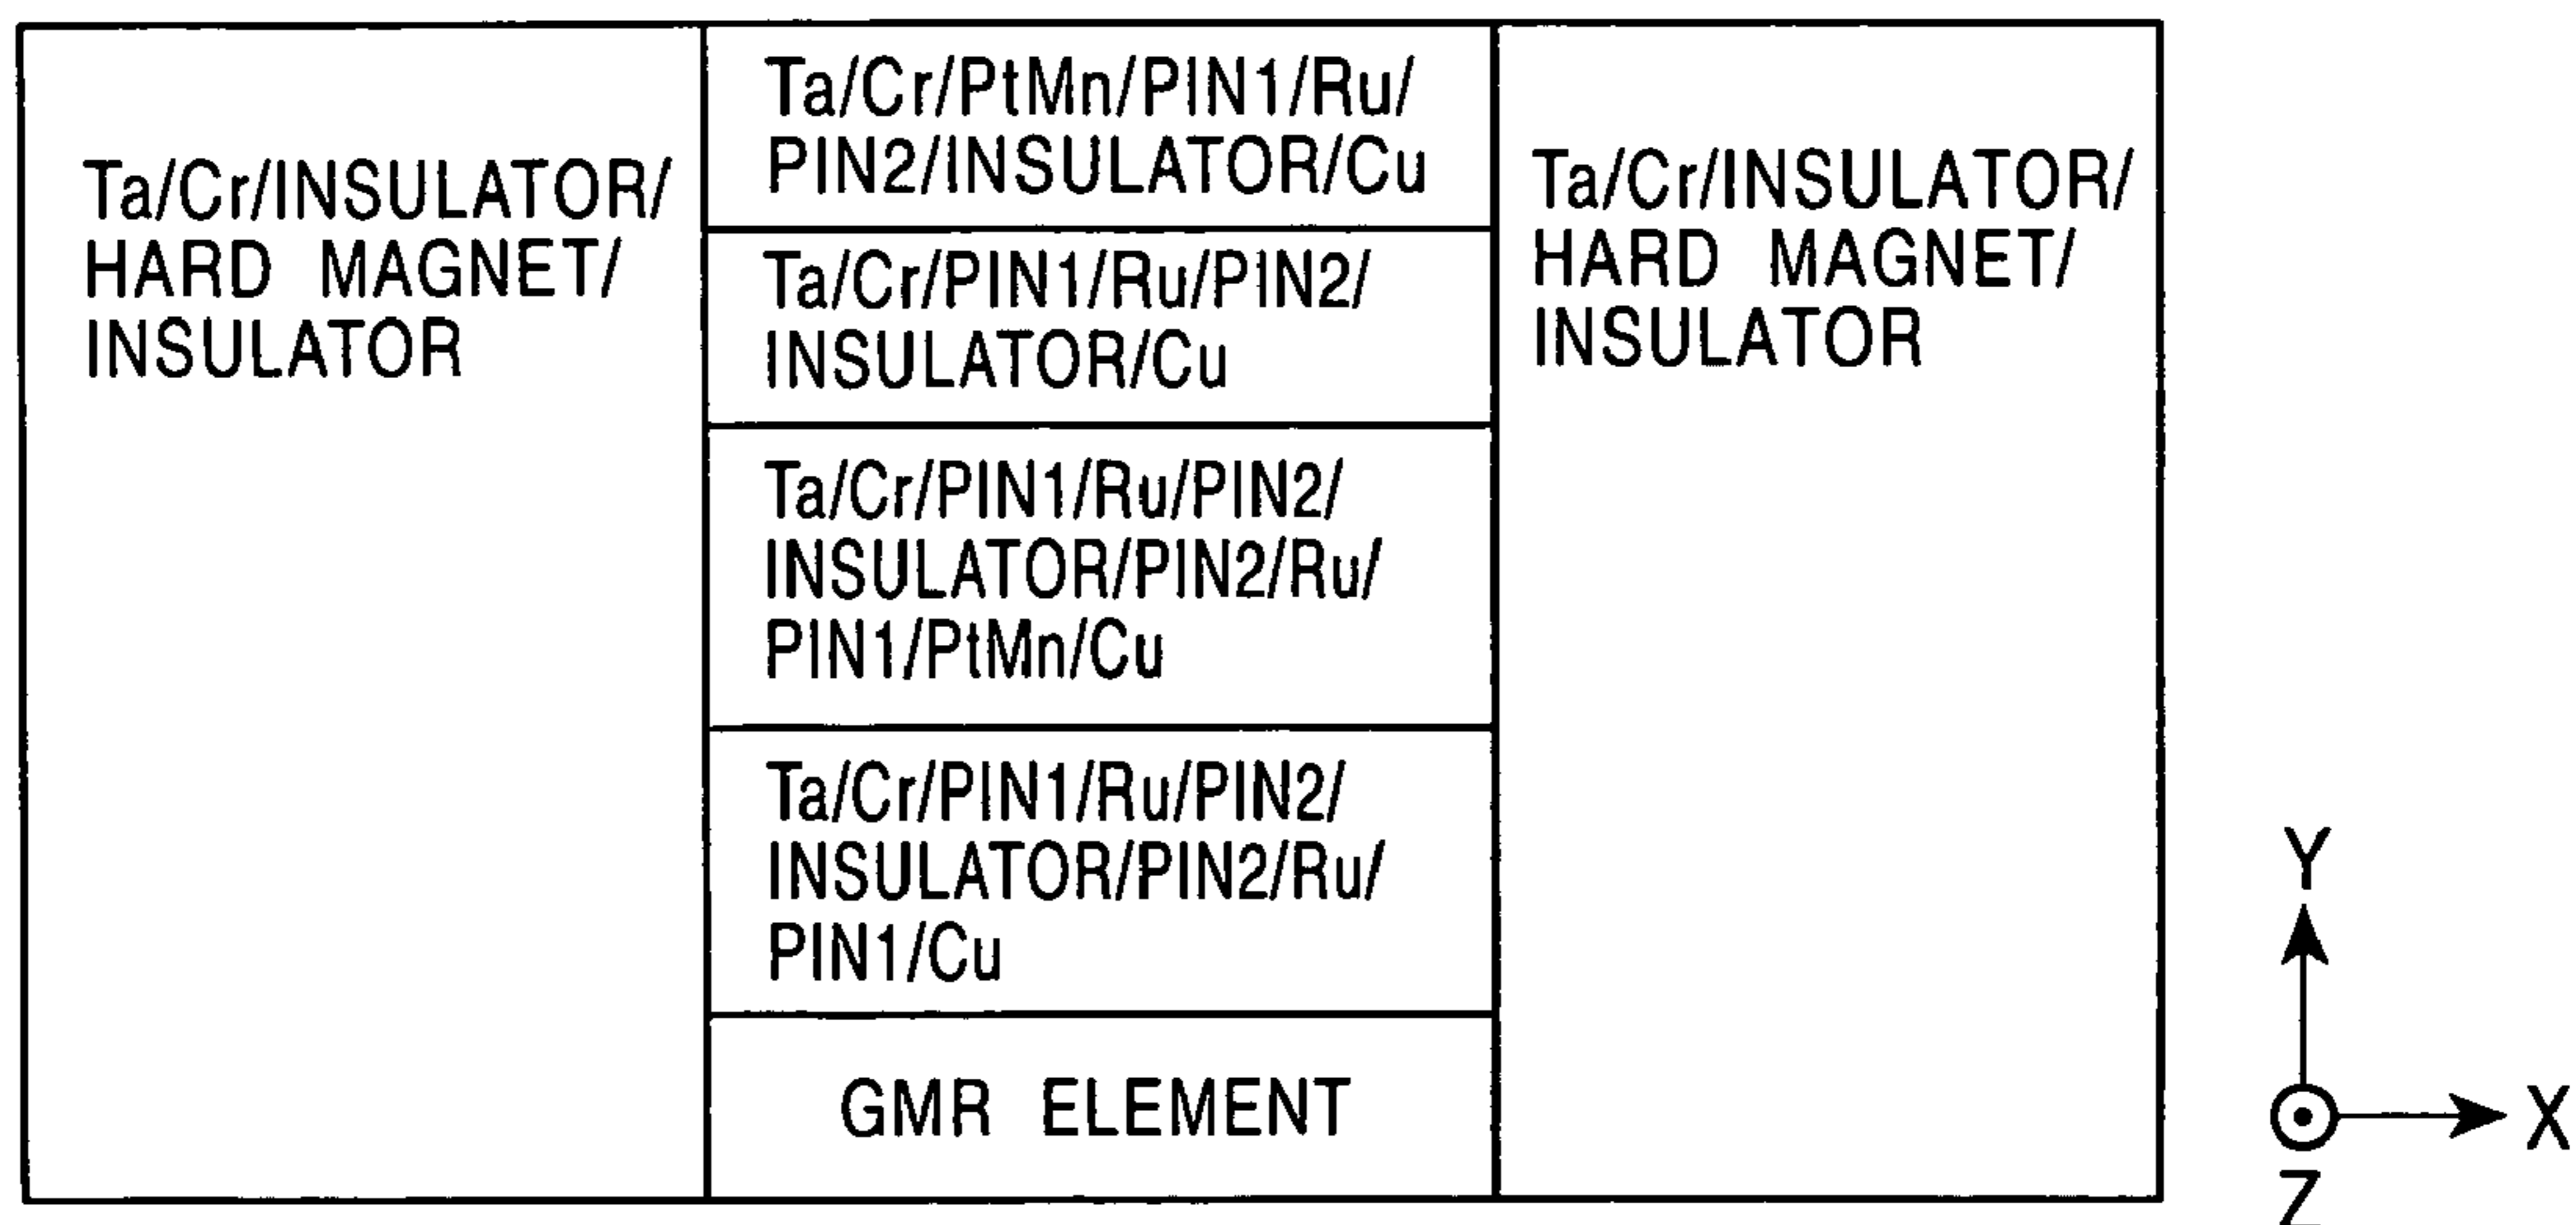 Ta/Cr/INSULATOR/
HARD MAGNET/
INSULATOR
Ta/Cr/PtMn/PIN1/Ru/
PIN2/INSULATOR/Cu
Ta/Cr/PIN1/Ru/PIN2/
INSULATOR/Cu
Ta/Cr/PIN1/Ru/PIN2/
INSULATOR/PIN2/Ru/
PIN1/PtMn/Cu
Ta/Cr/PIN1/Ru/PIN2/
INSULATOR/PIN2/Ru/
PIN1/Cu
GMR ELEMENT
Ta/Cr/INSULATOR/
HARD MAGNET/
INSULATOR
Y
X
Z